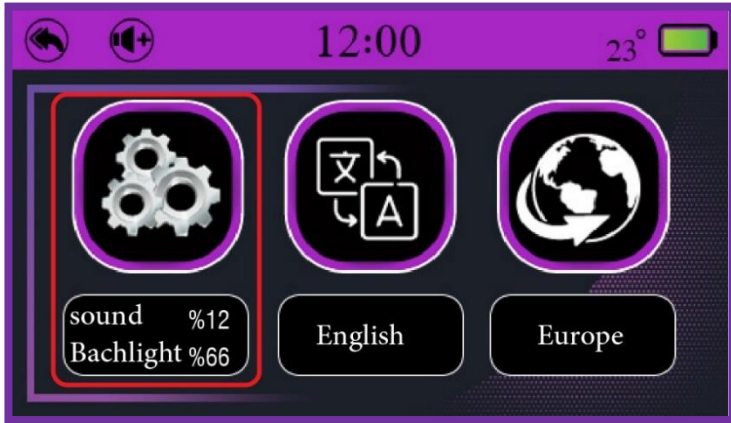 12:00
23°
文
A
sound %12
Bachlight %66
English
Europe